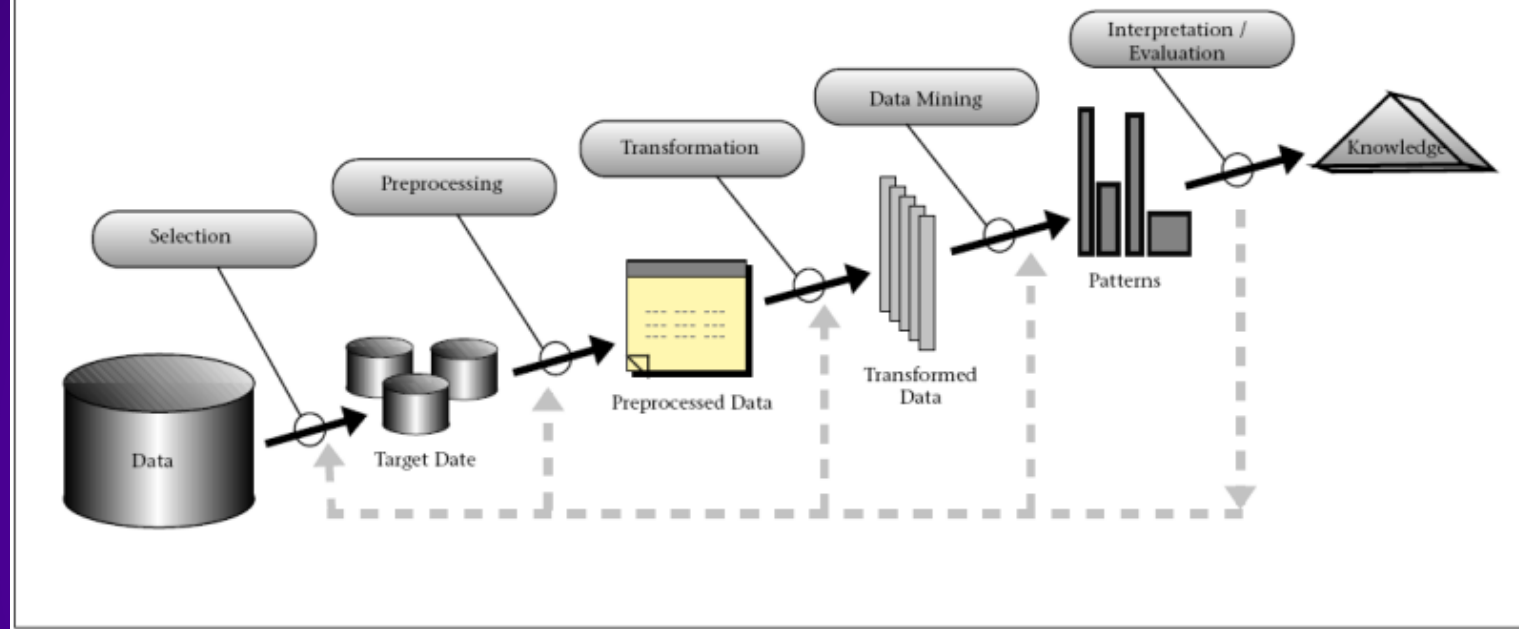 Interpretation /
Evaluation
Data Mining
Knowledge
Transformation
Preprocessing
Selection
Patterns
Transformed
Data
Preprocessed Data
Target Date
Data
--- --- ---
--- --- ---
--- --- ---